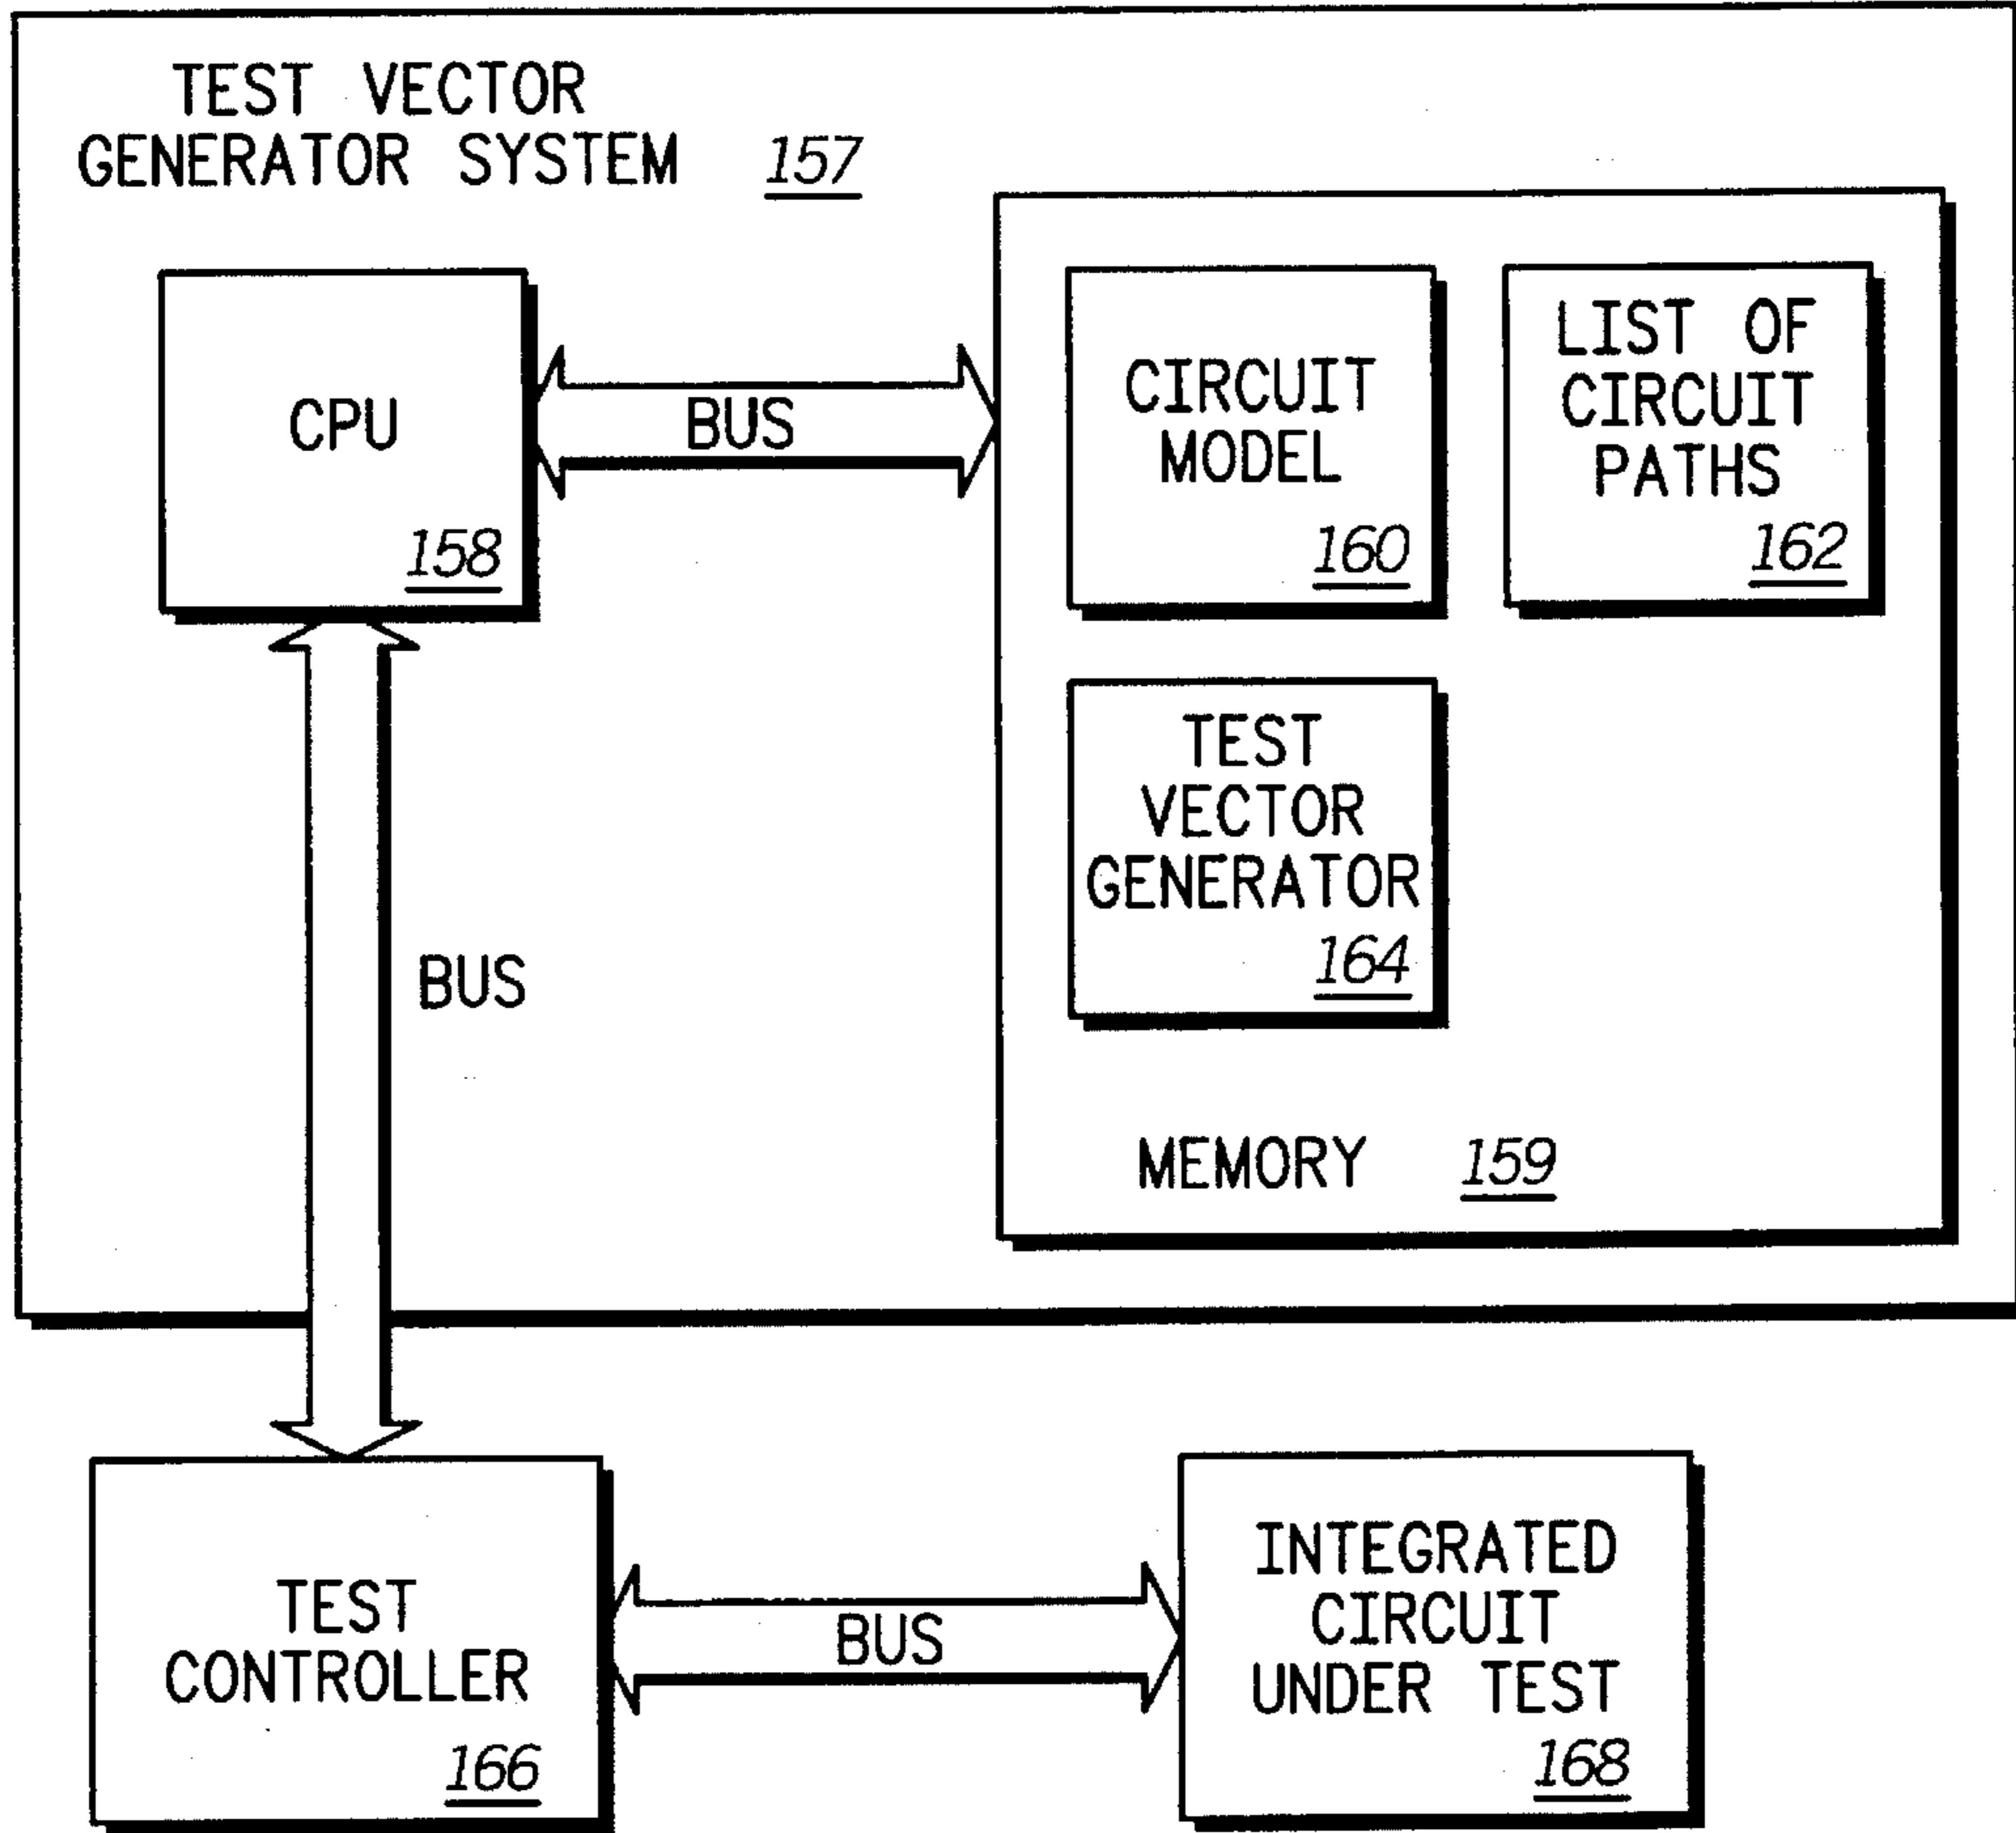 TEST VECTOR
GENERATOR SYSTEM 157
CPU
158
BUS
CIRCUIT
MODEL
160
LIST OF
CIRCUIT
PATHS
162
TEST
VECTOR
GENERATOR
164
BUS
MEMORY 159
TEST
CONTROLLER
166
BUS
INTEGRATED
CIRCUIT
UNDER TEST
168